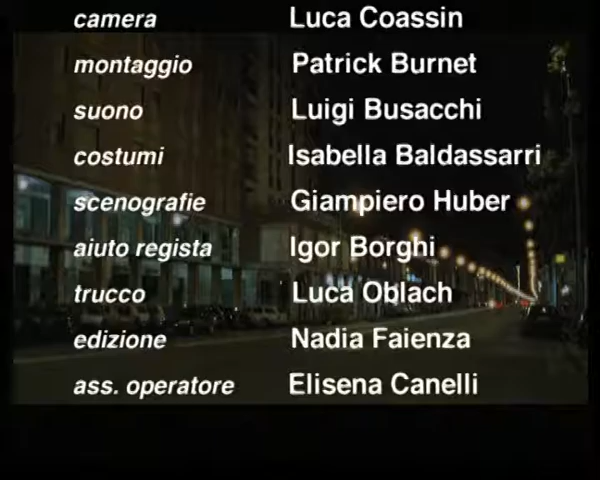 camera Luca Coassin
montaggio Patrick Burnet
suono Luigi Busacchi
costumi Isabella Baldassarri
scenografie Giampiero Huber
aiuto regista Igor Borghi
trucco Luca Oblach
edizione Nadia Faienza
ass. operatore Elisena Canelli